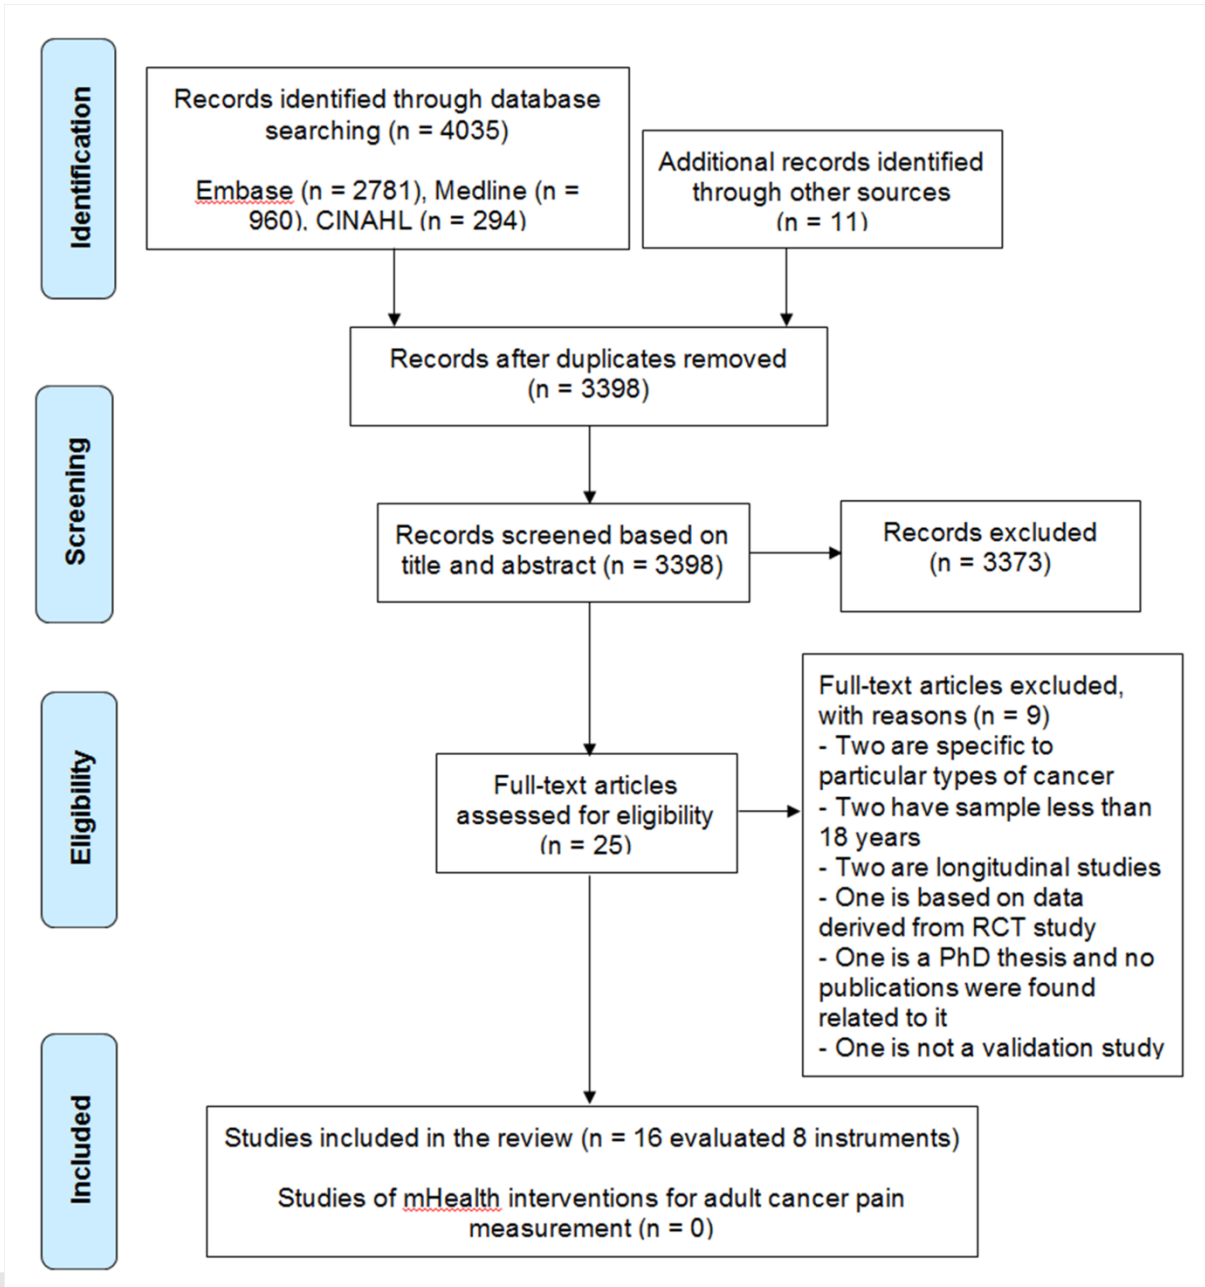 Identification
Records identified through database
searching (n = 4035)
Embase (n = 2781), Medline (n =
960). CINAHL (n = 294)
Additional records identified
through other sources
(n = 11)
Records after duplicates removed
(n = 3398)
Screening
Records screened based on
title and abstract (n = 3398)
Records excluded
(n = 3373)
Eligibility
Full-text articles
assessed for eligibility
(n = 25)
Full-text articles excluded,
with reasons (n = 9)
- Two are specific to
particular types of cancer
- Two have sample less than
18 years
- Two are longitudinal studies
- One is based on data
derived from RCT study
- One is a PhD thesis and no
publications were found
related to it
- One is not a validation study
Included
Studies included in the review (n = 16 evaluated 8 instruments)
Studies of mHealth interventions for adult cancer pain
measurement (n = 0)